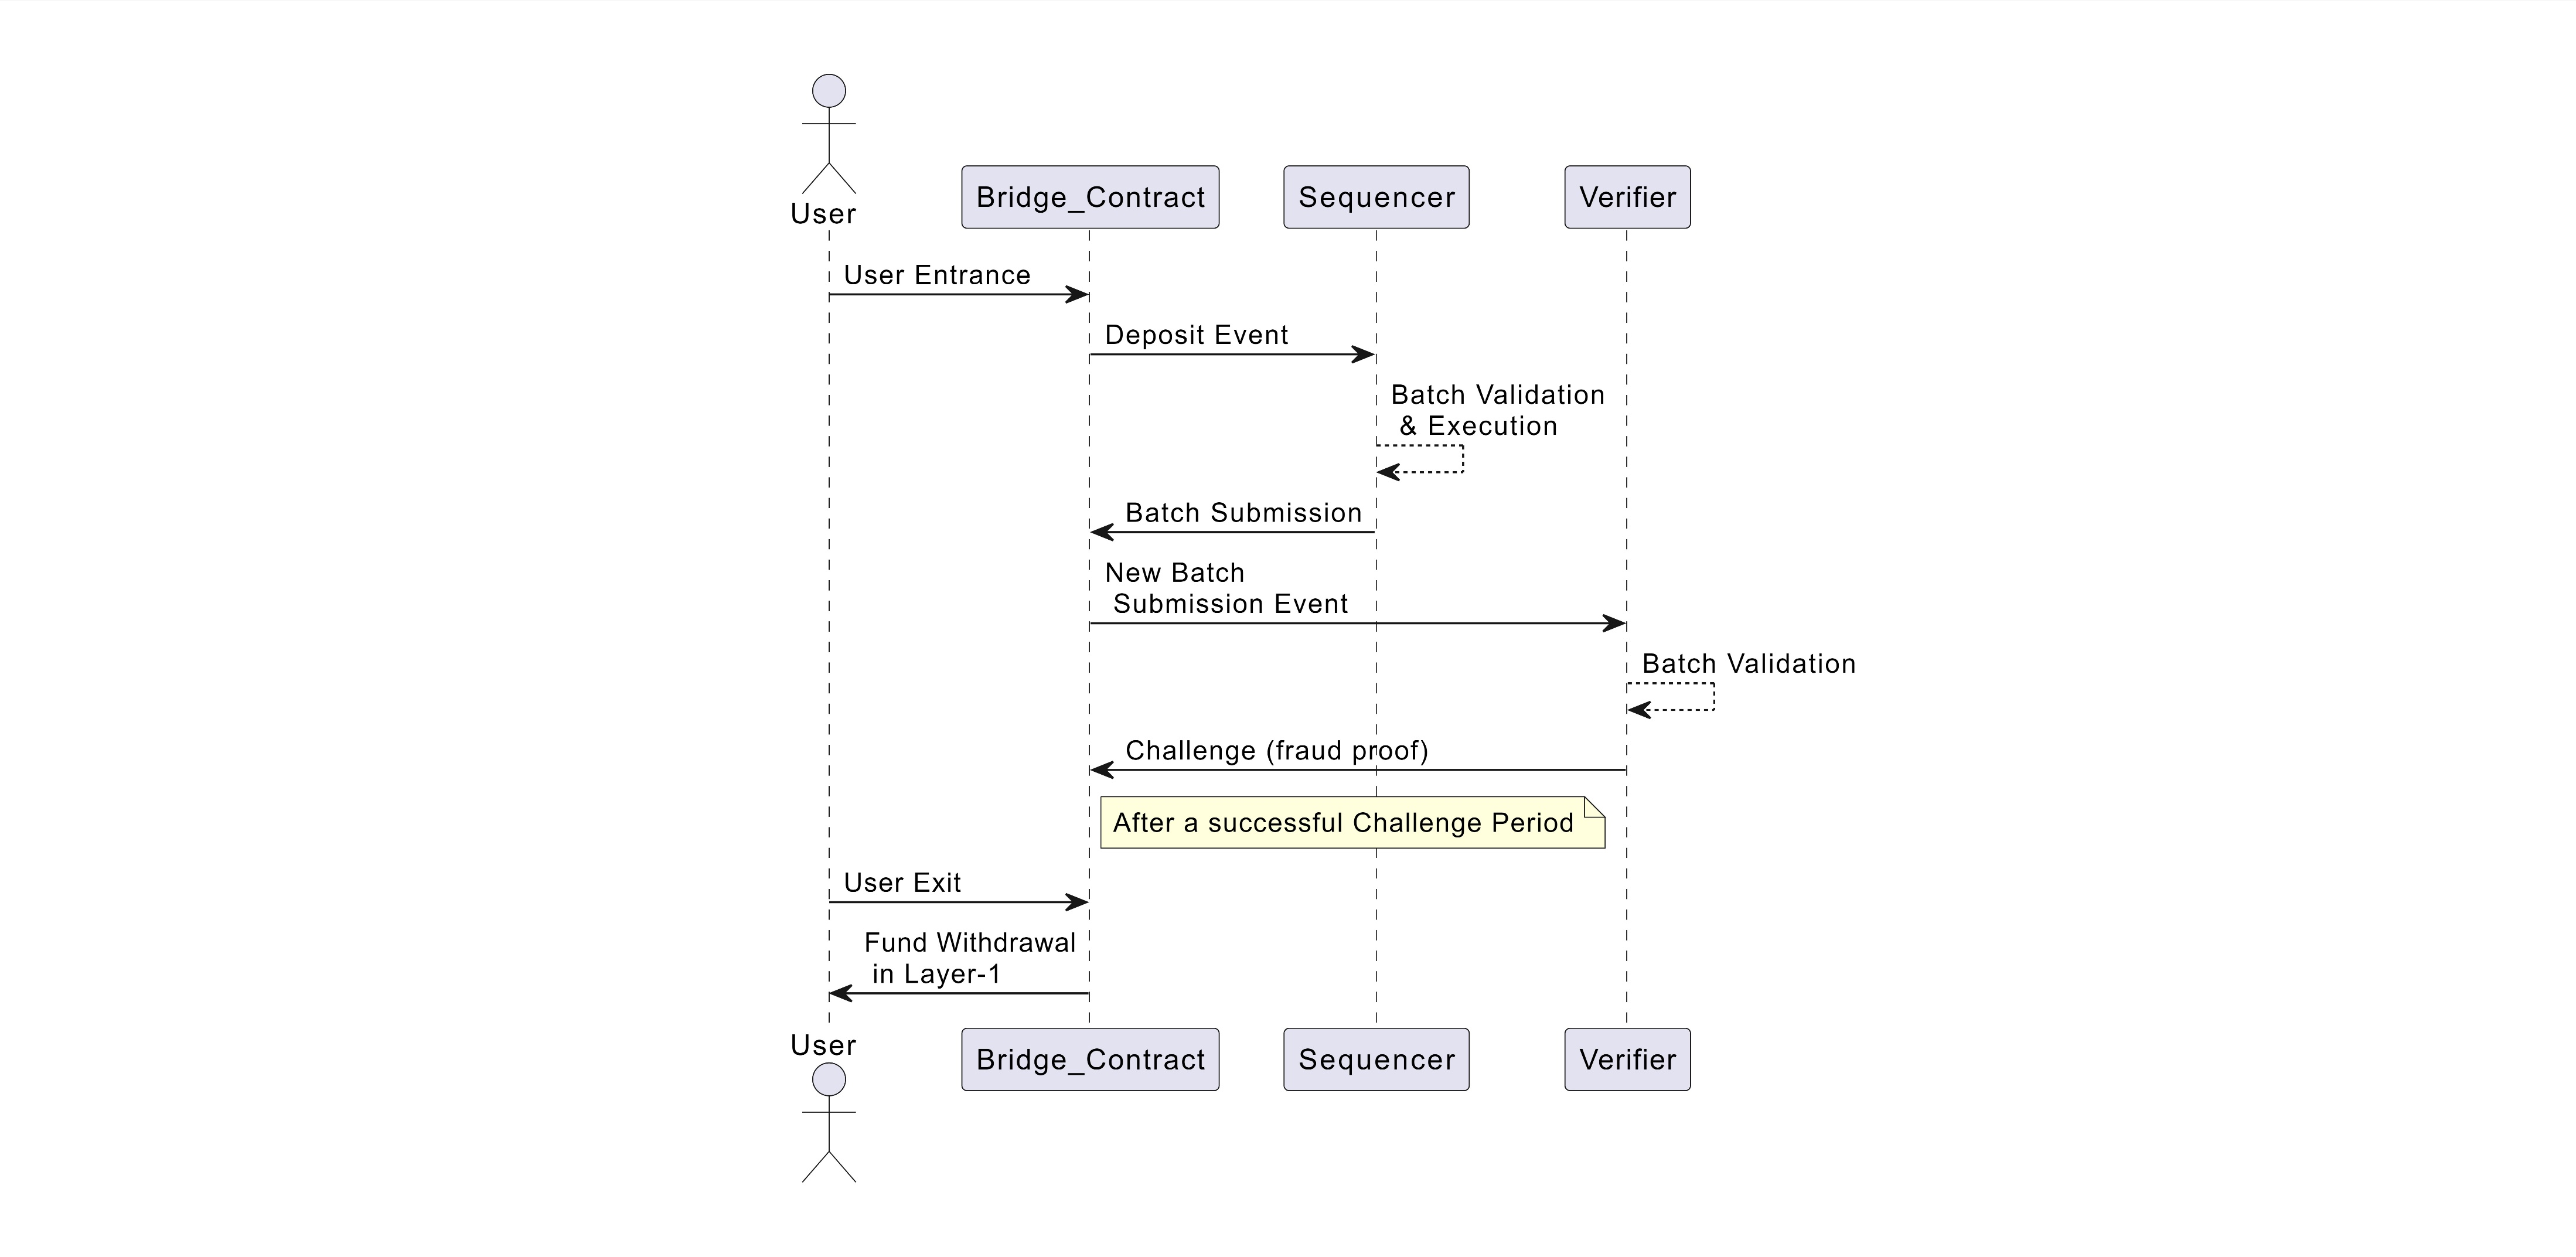 User
Bridge_Contract
Sequencer
Verifier
User Entrance
Deposit Event
Batch Validation
& Execution
Batch Submission
New Batch
Submission Event
Batch Validation
Challenge (fraud proof)
After a successful Challenge Period
User Exit
Fund Withdrawal
in Layer-1
User
Bridge_Contract
Sequencer
Verifier